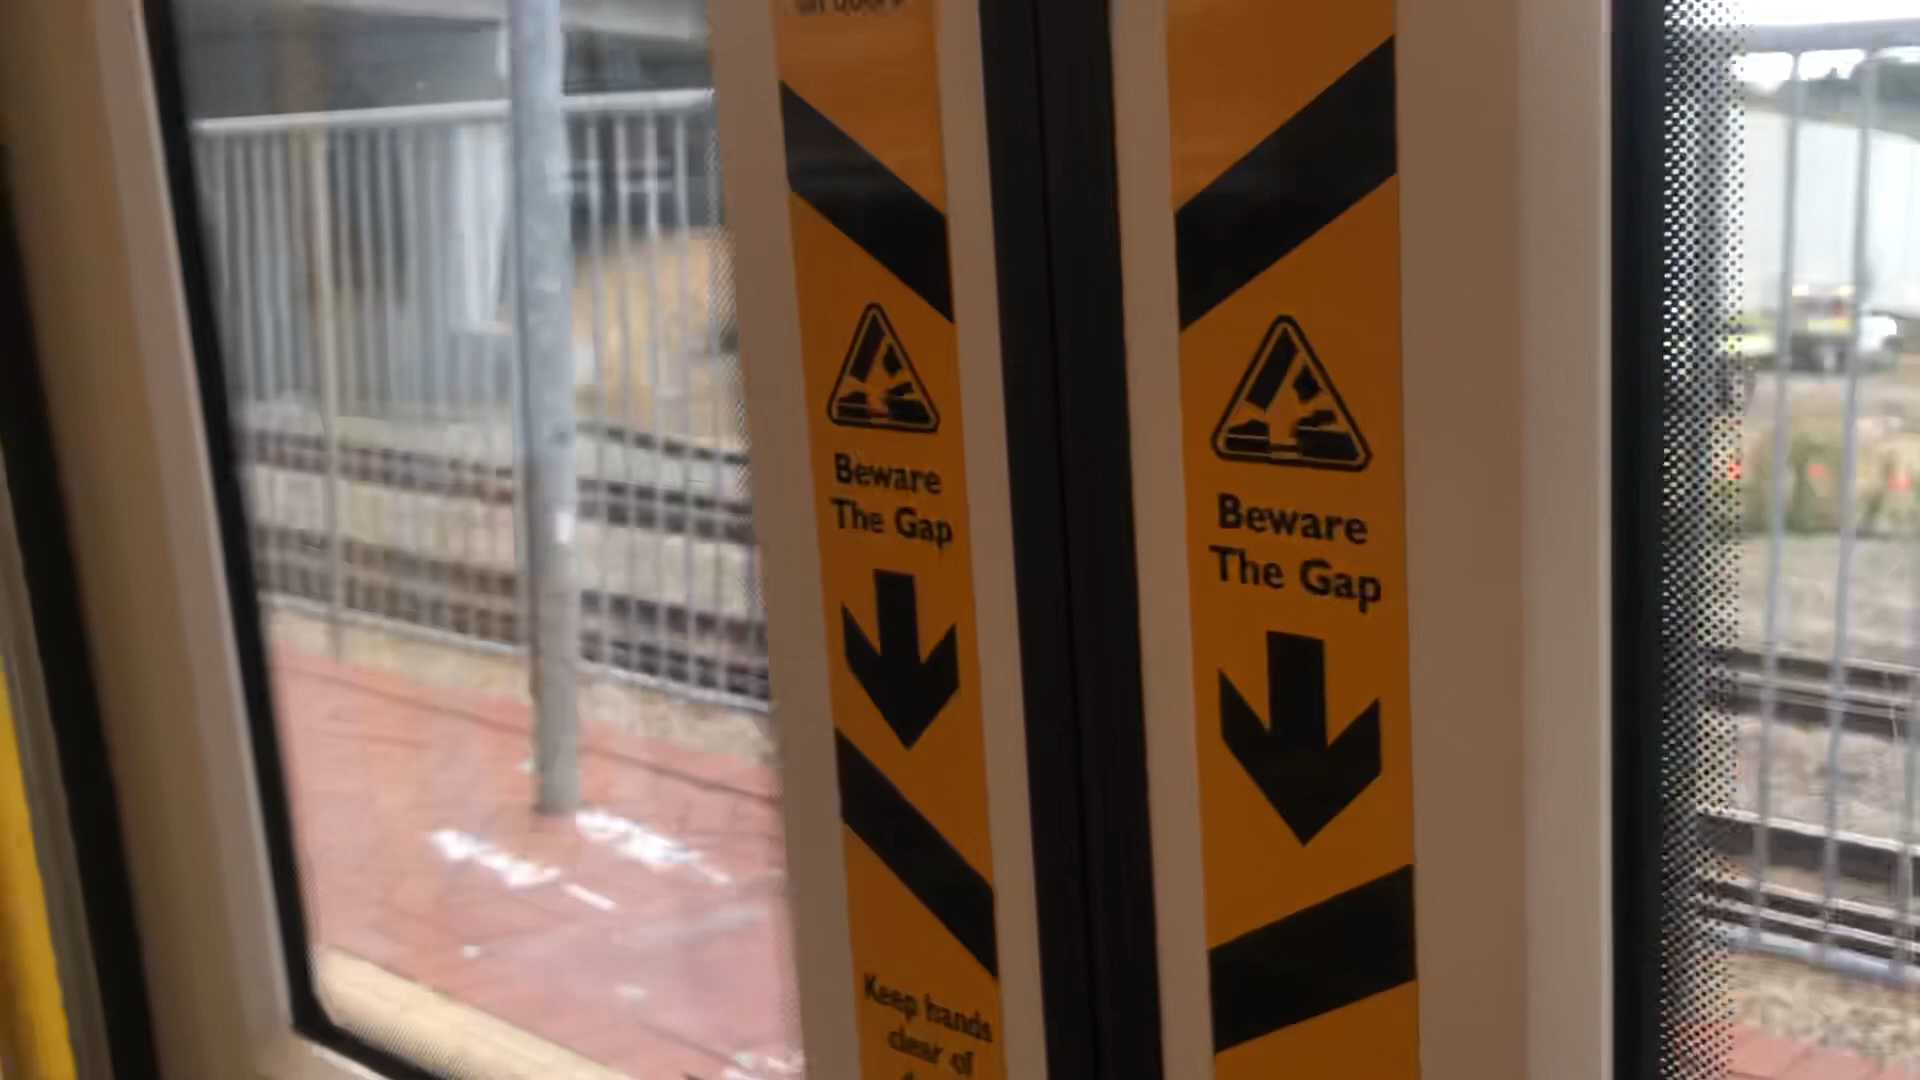 Beware
The Gap
Keep hands
clear of
Beware
The Gap